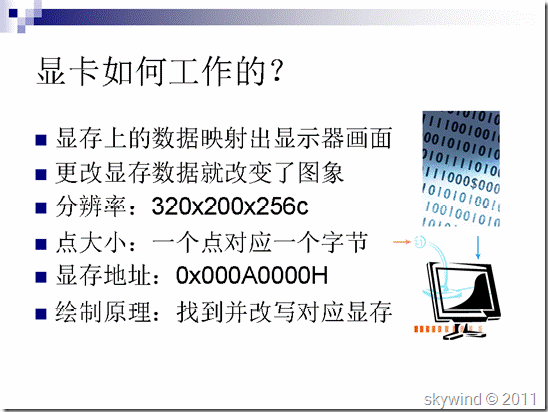 显卡如何工作的？
显存上的数据映射出显示器画面
更改显存数据就改变了图象
分辨率：320x200x256c
点大小：一个点对应一个字节
显存地址：0x000A0000H
绘制原理：找到并改写对应显存
skywind © 2011